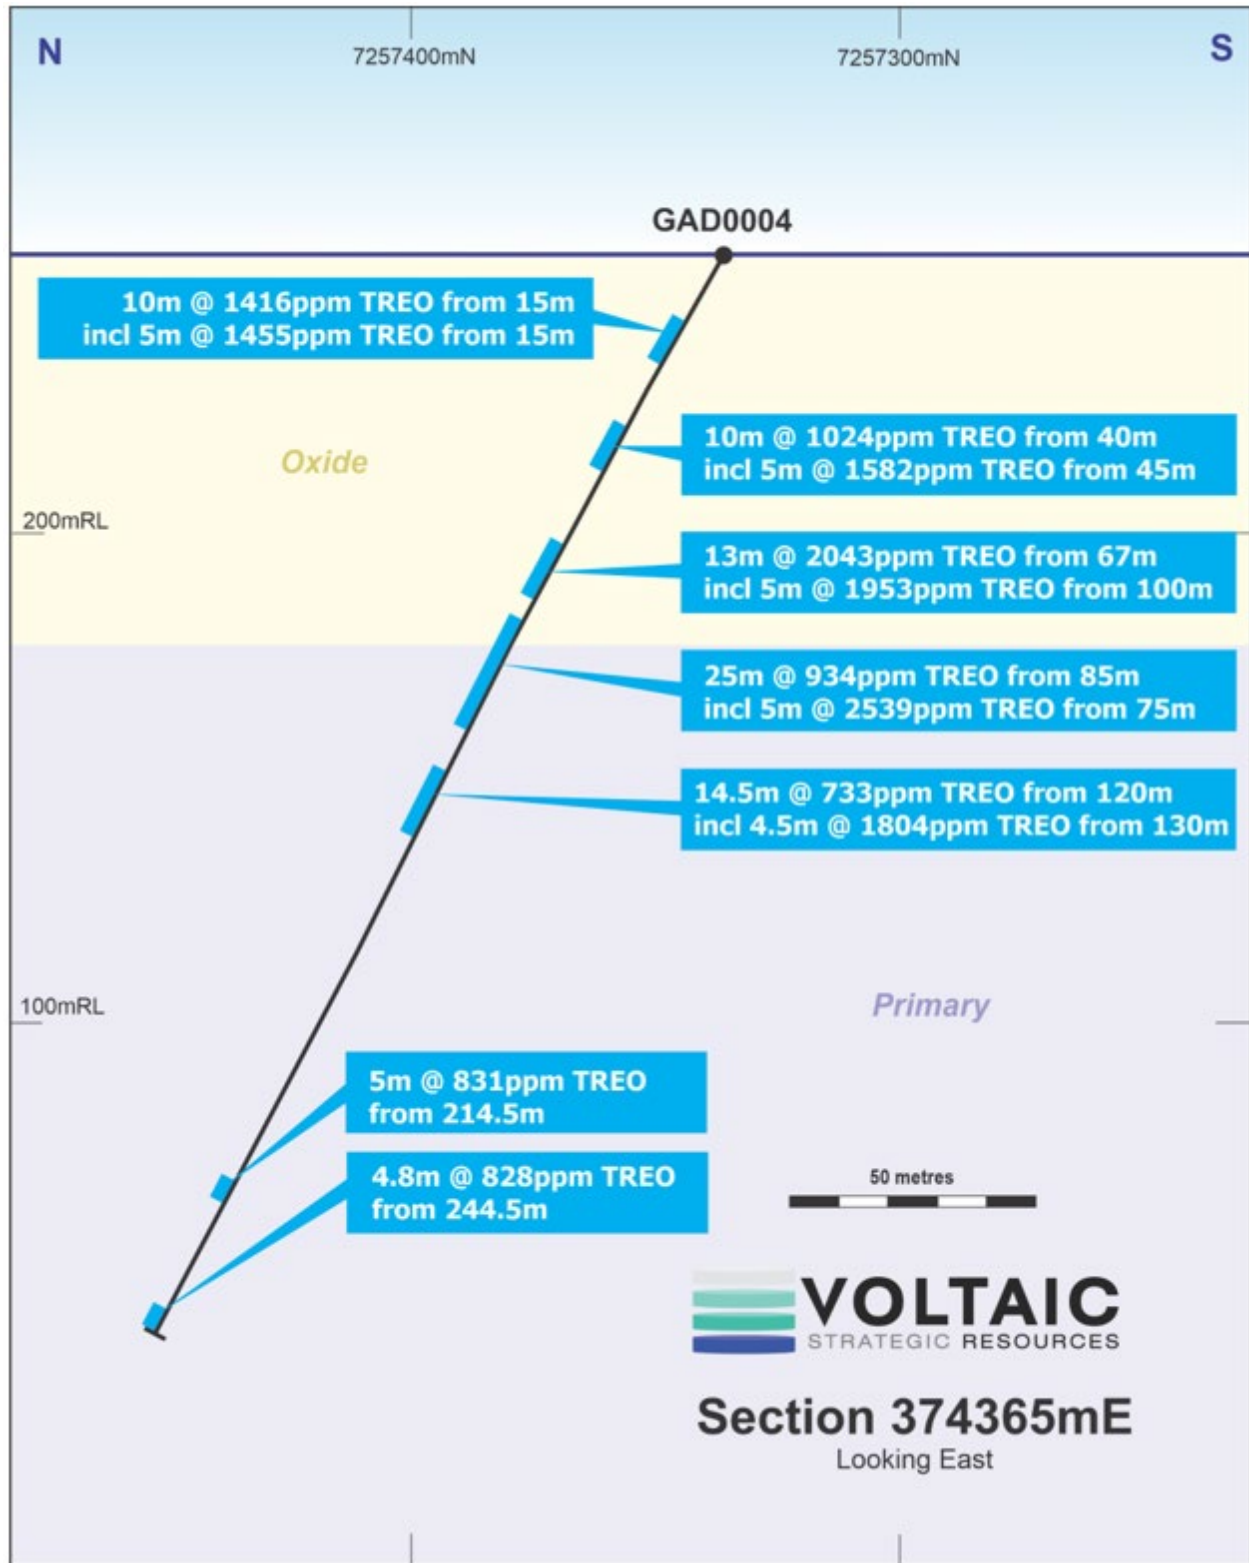 N
7257400mN
7257300mN
S
GAD0004
10m @ 1416ppm TREO from 15m
incl 5m @ 1455ppm TREO from 15m
10m @ 1024ppm TREO from 40m
incl 5m @ 1582ppm TREO from 45m
Oxide
200mRL
13m @ 2043ppm TREO from 67m
incl 5m @ 1953ppm TREO from 100m
25m @ 934ppm TREO from 85m
incl 5m @ 2539ppm TREO from 75m
14.5m @ 733ppm TREO from 120m
incl 4.5m @ 1804ppm TREO from 130m
100mRL
Primary
5m @ 831ppm TREO
from 214.5m
4.8m @ 828ppm TREO
from 244.5m
50 metres
VOLTAIC
STRATEGIC RESOURCES
Section 374365mE
Looking East